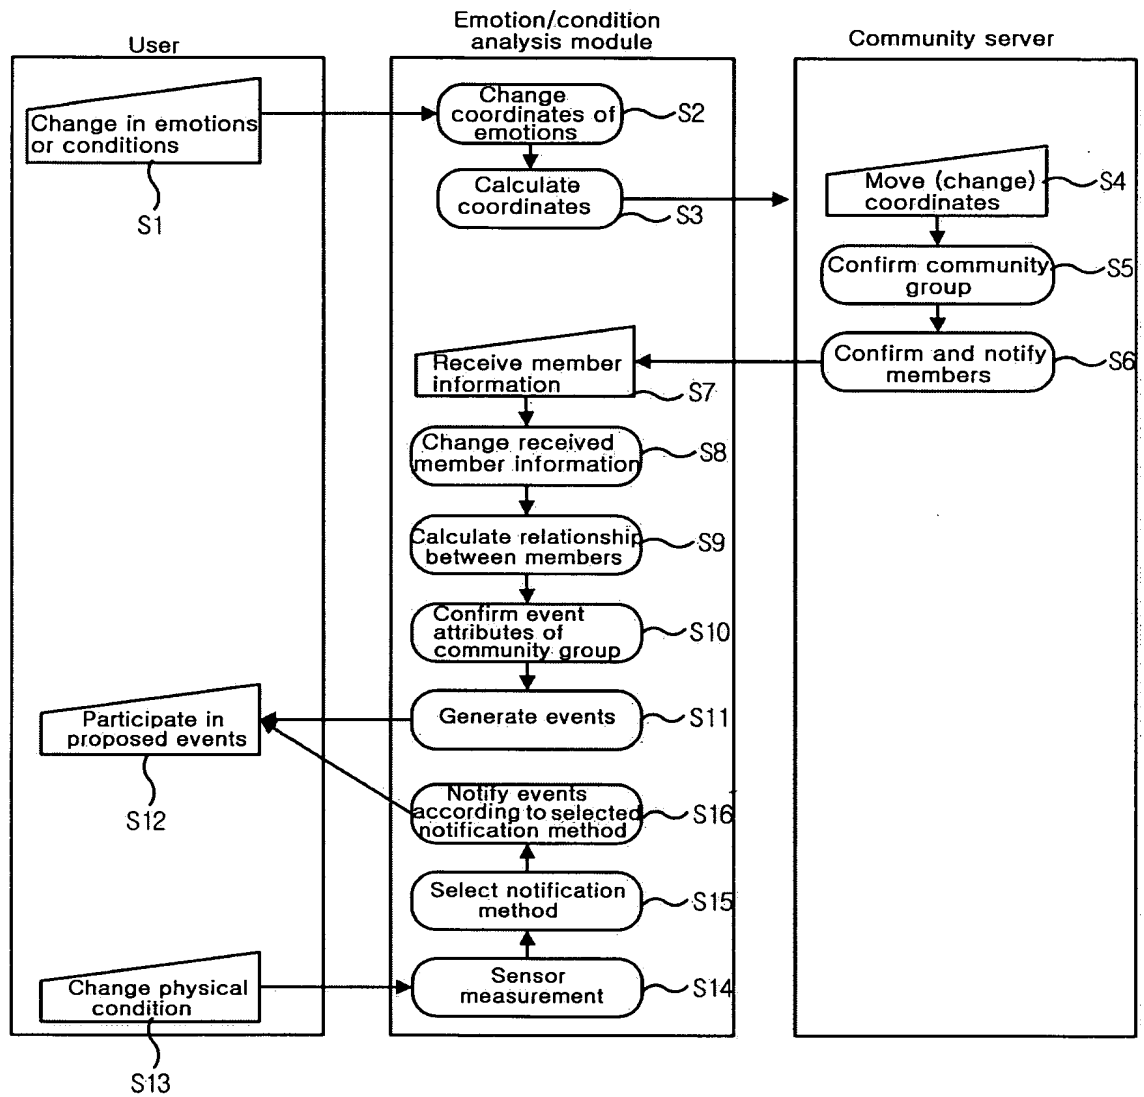 User
Emotion/condition
analysis module
Community server
Change in emotions
or conditions
S1
Change
coordinates of
emotions
S2
Calculate
coordinates
S3
Move (change)
coordinates
S4
Confirm community
group
S5
Confirm and notify
members
S6
Receive member
information
S7
Change received
member information
S8
Calculate relationship
between members
S9
Confirm event
attributes of
community group
S10
Generate events
S11
Participate in
proposed events
S12
Notify events
according to selected
notification method
S16
Select notification
method
S15
Change physical
condition
S13
Sensor
measurement
S14